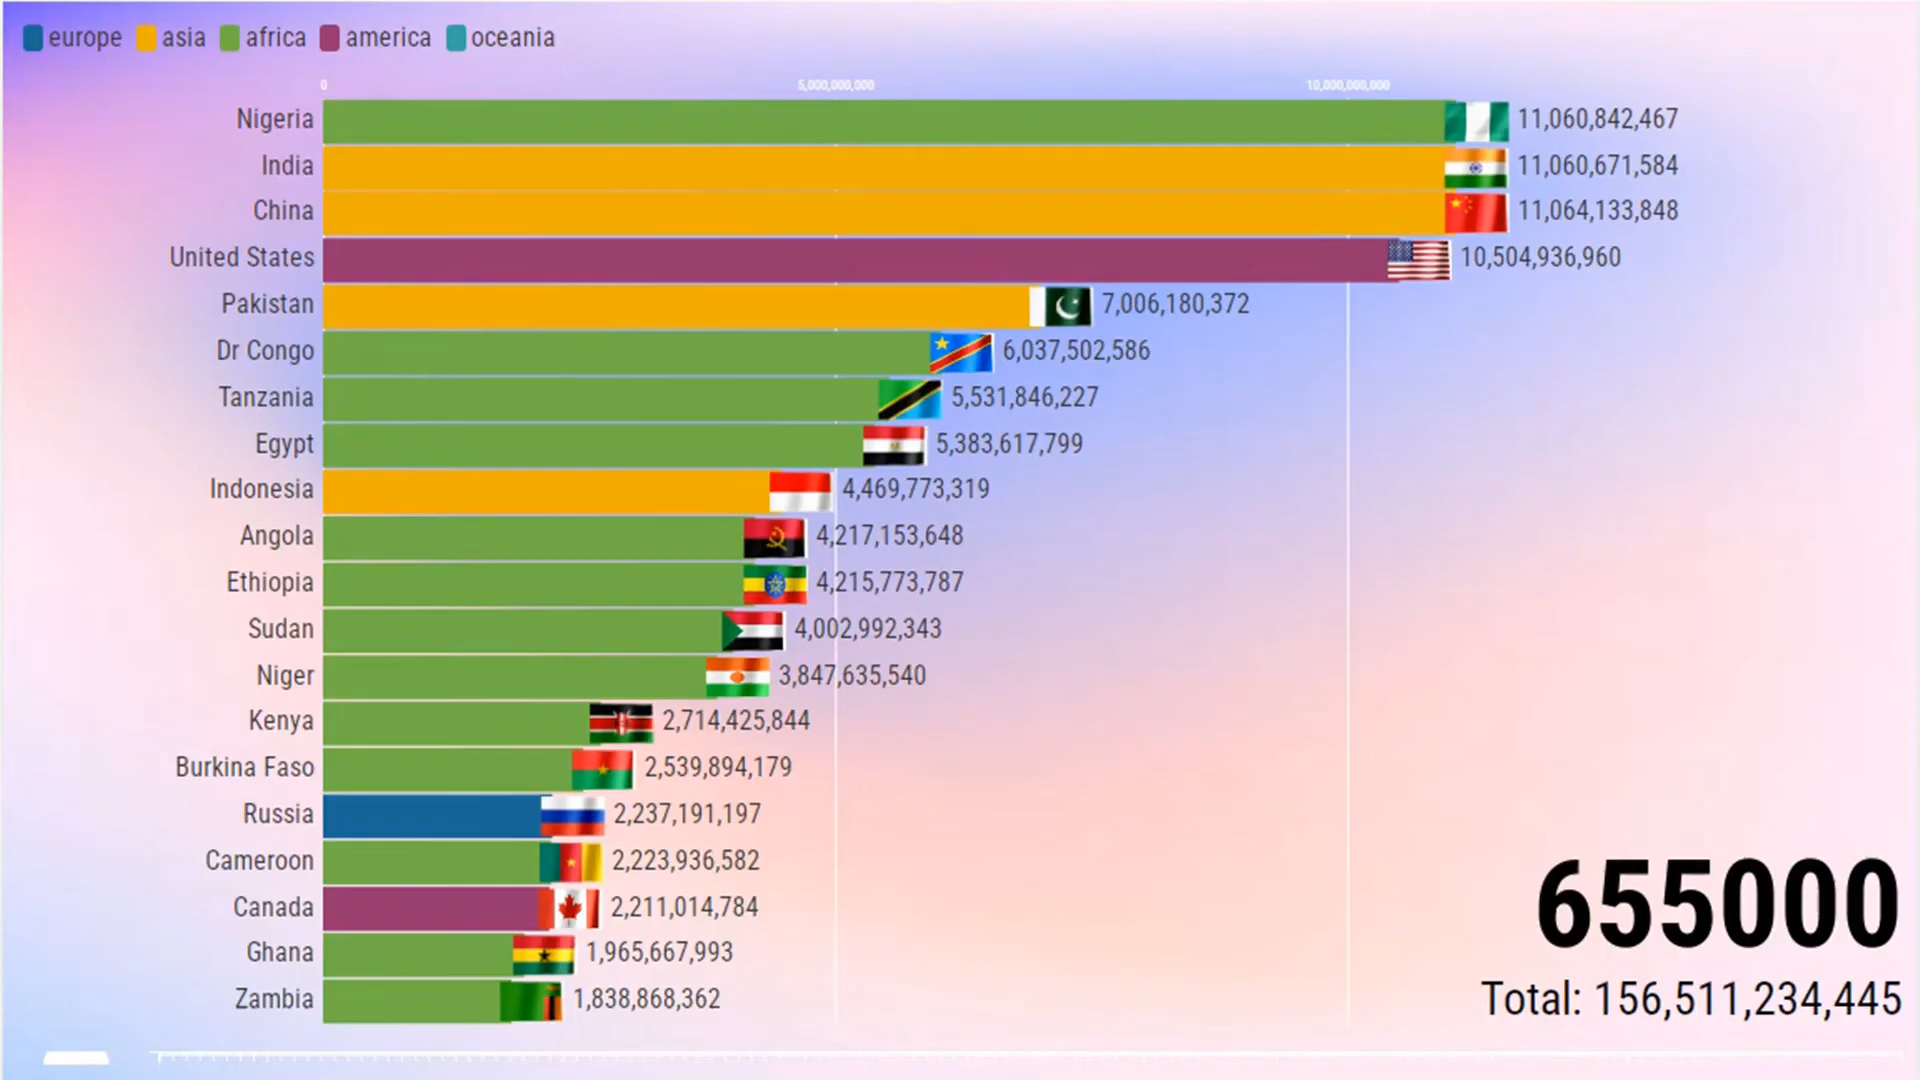 europe asia africa america oceania
0 5,000,000,000 10,000,000,000
Nigeria 11,060,842,467
India 11,060,671,584
China 11,064,133,848
United States 10,504,936,960
Pakistan 7,006,180,372
Dr Congo 6,037,502,586
Tanzania 5,531,846,227
Egypt 5,383,617,799
Indonesia 4,469,773,319
Angola 4,217,153,648
Ethiopia 4,215,773,787
Sudan 4,002,992,343
Niger 3,847,635,540
Kenya 2,714,425,844
Burkina Faso 2,539,894,179
Russia 2,237,191,197
Cameroon 2,223,936,582
Canada 2,211,014,784
Ghana 1,965,667,993
Zambia 1,838,868,362
655000
Total: 156,511,234,445